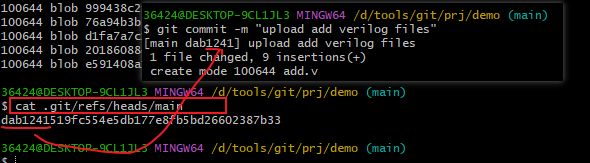 100644 blob 999438c2
100644 blob 76a94b3b
100644 blob d1fa7a7c
100644 blob 20186088
100644 blob e591408a
36424@DESKTOP-9CL1JL3 MINGW64 /d/tools/git/prj/demo (main)
$ git commit -m "upload add verilog files"
[main dab1241] upload add verilog files
1 file changed, 9 insertions(+)
create mode 100644 add.v
36424@DESKTOP-9CL1JL3 MINGW64 /d/tools/git/prj/demo (main)
$ cat .git/refs/heads/main
dab1241519fc554e5db177e8fb5bd26602387b33
36424@DESKTOP-9CL1JL3 MINGW64 /d/tools/git/prj/demo (main)
$